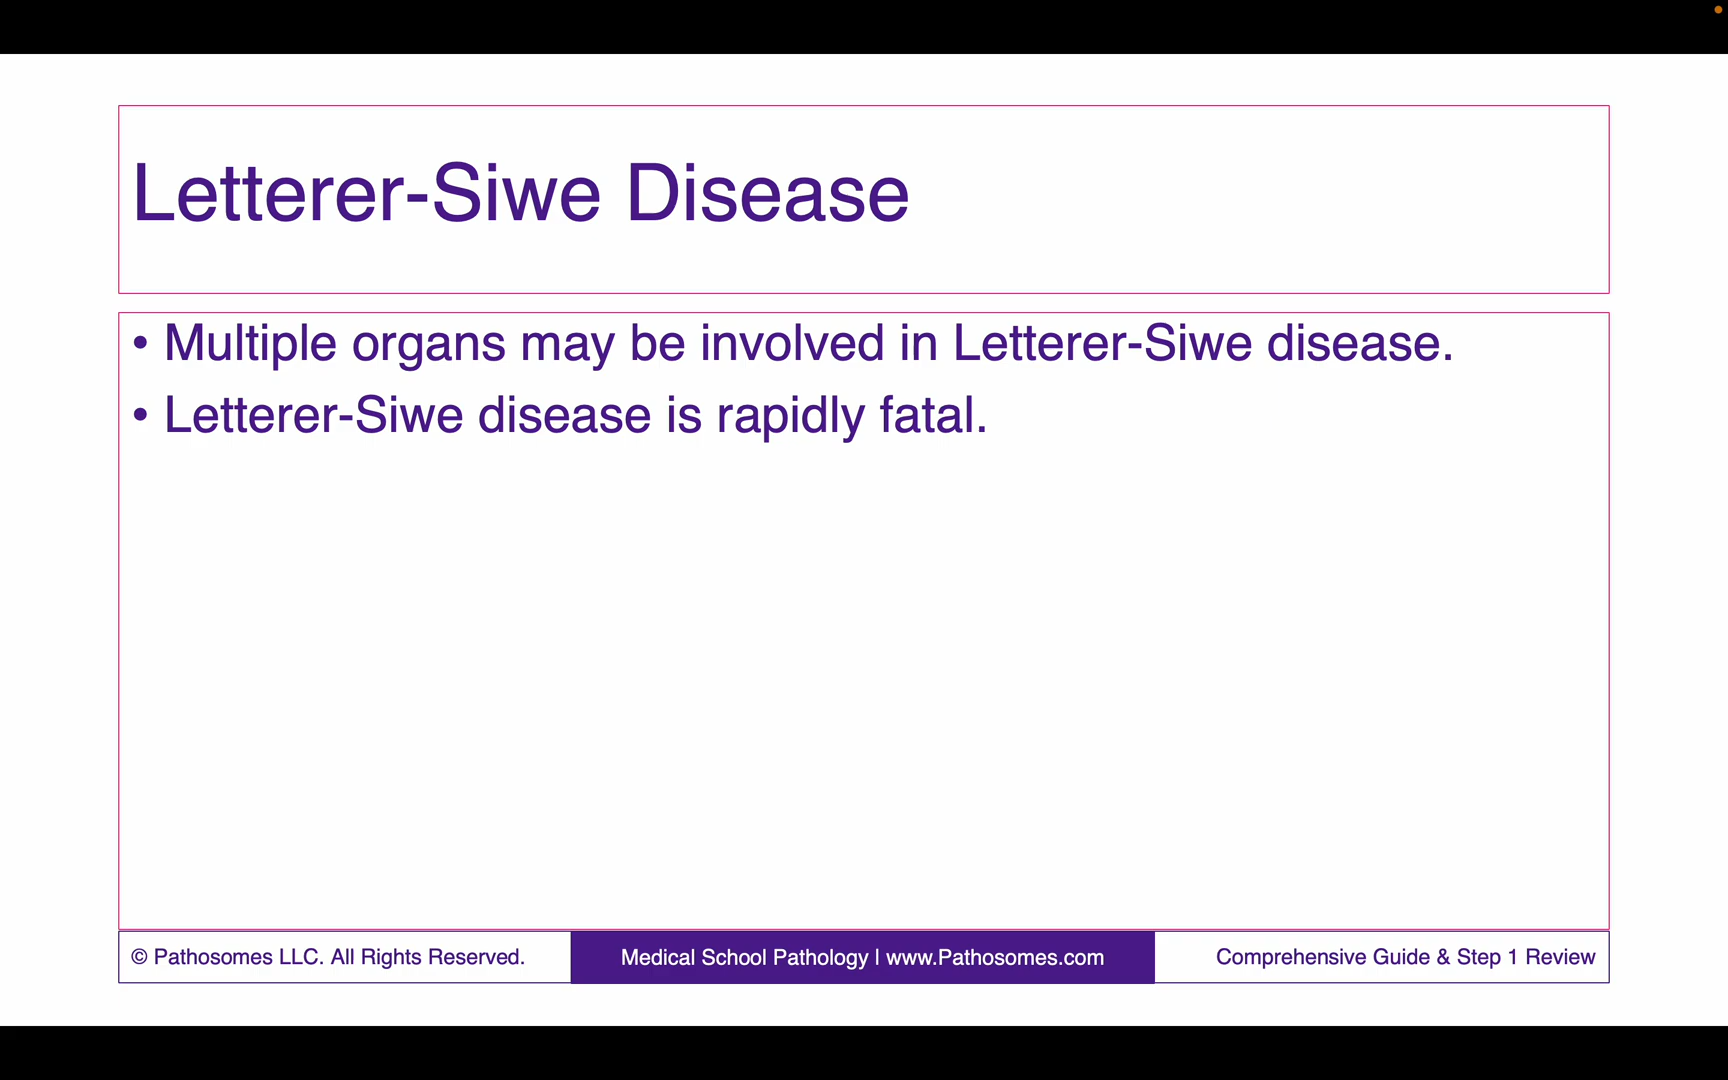 Letterer-Siwe Disease
• Multiple organs may be involved in Letterer-Siwe disease.
• Letterer-Siwe disease is rapidly fatal.
© Pathosomes LLC. All Rights Reserved.
Medical School Pathology | www.Pathosomes.com
Comprehensive Guide & Step 1 Review